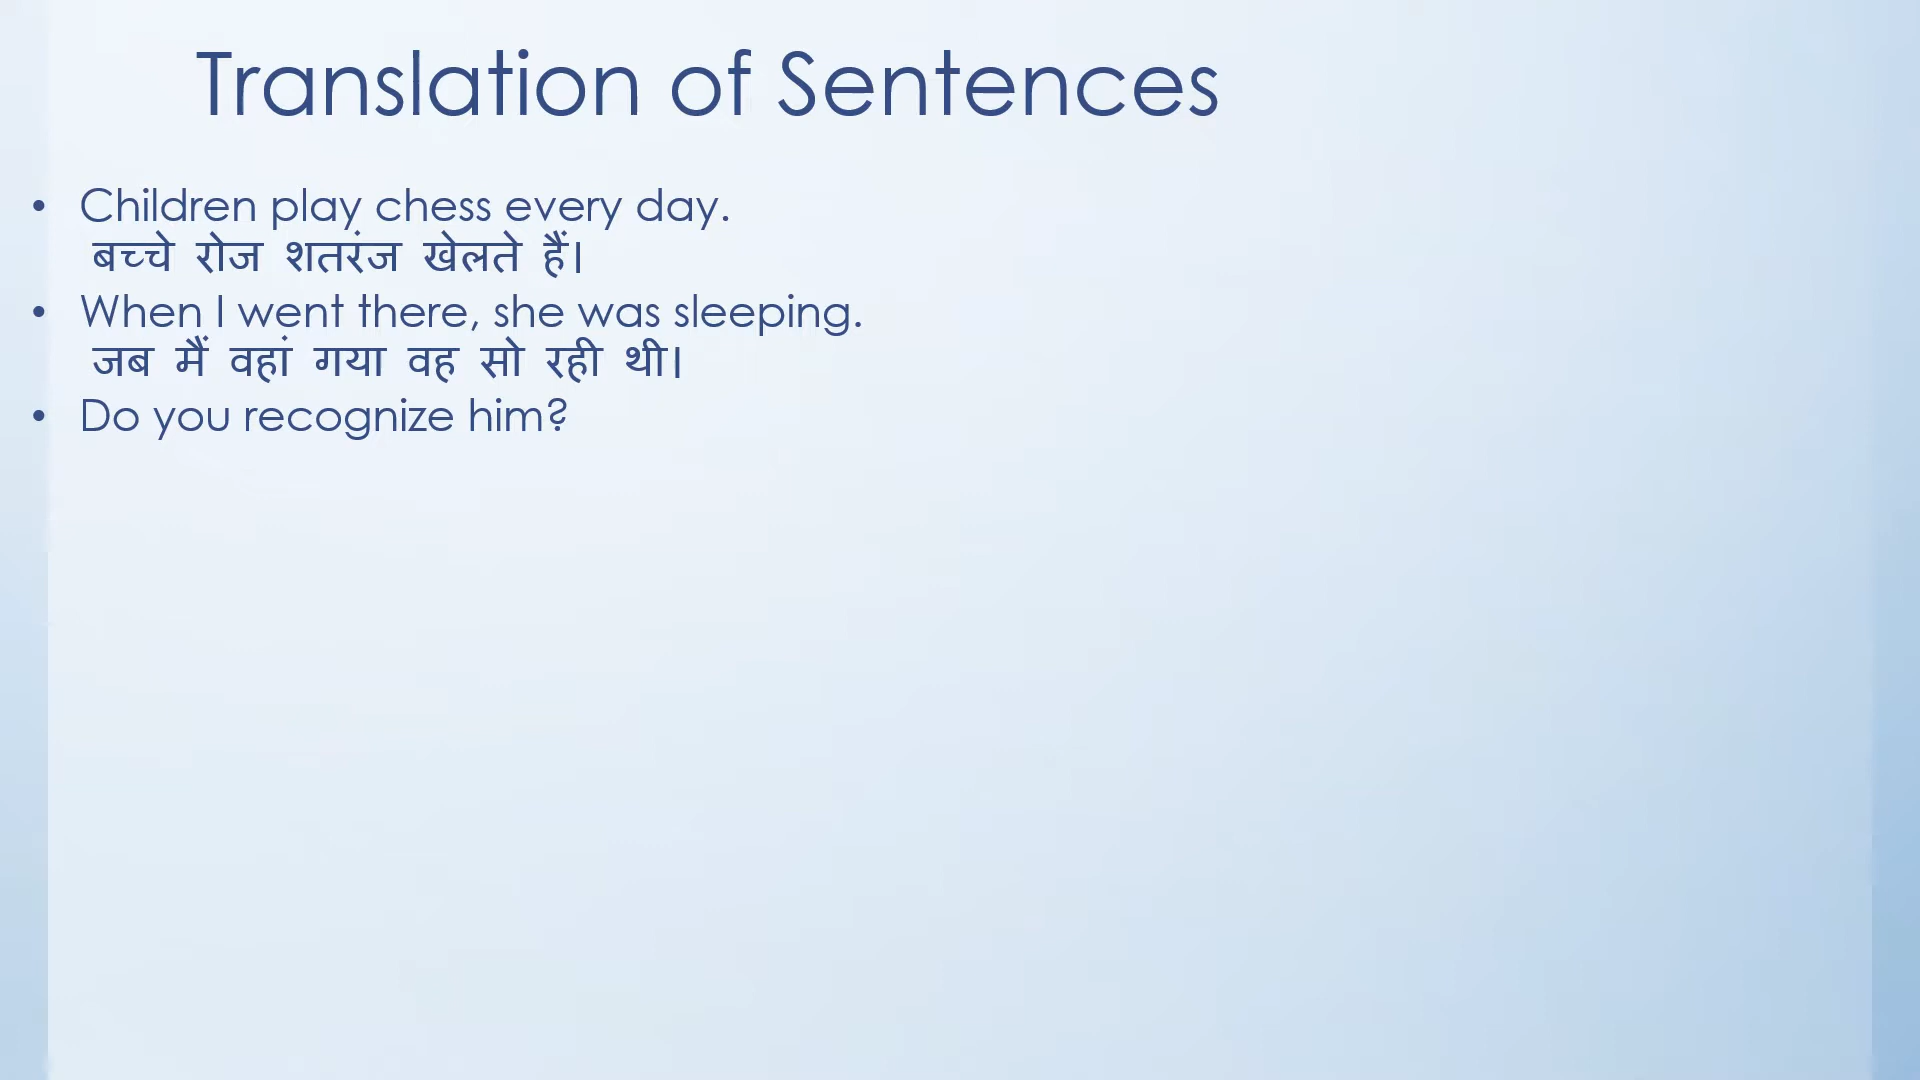 Translation of Sentences
• Children play chess every day.
बच्चे रोज शतरंज खेलते हैं।
• When I went there, she was sleeping.
जब मैं वहां गया वह सो रही थी।
• Do you recognize him?